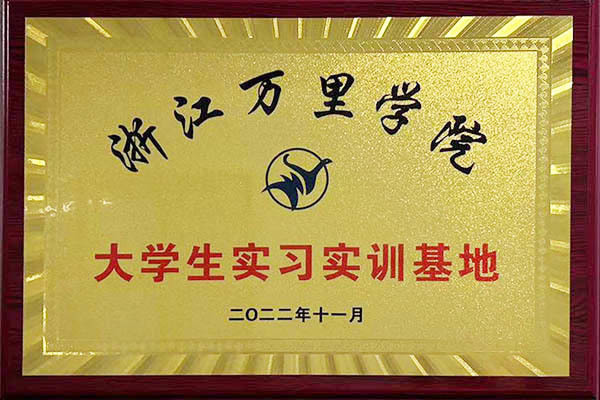 浙江万里学院
大学生实习实训基地
二〇二二年十一月